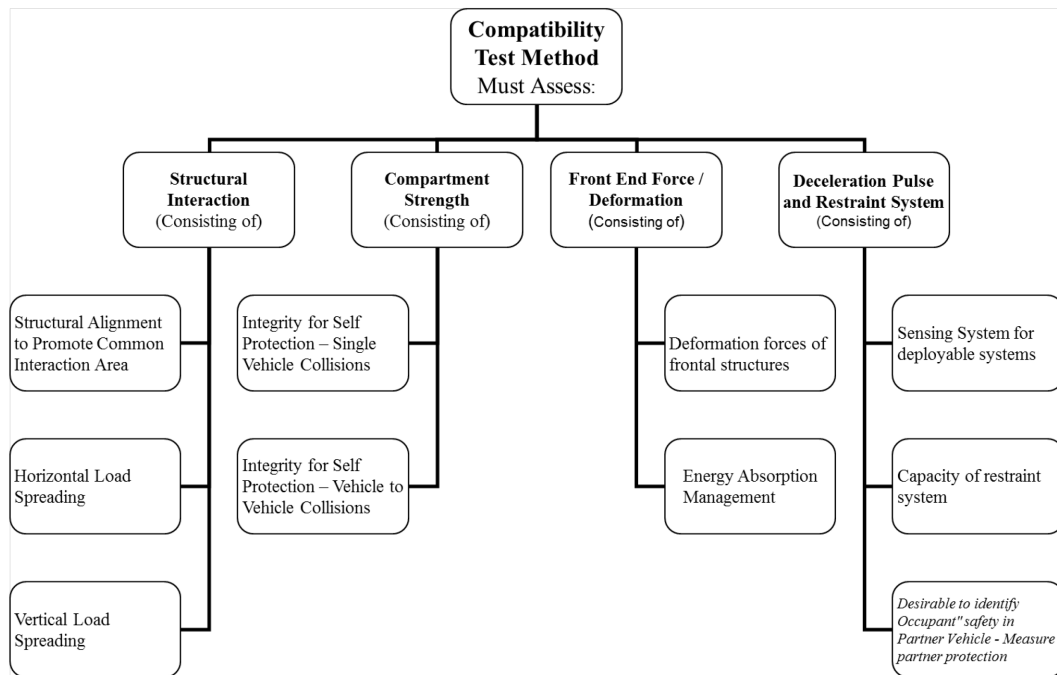 Compatibility
Test Method
Must Assess:
Structural
Interaction
(Consisting of)
Compartment
Strength
(Consisting of)
Front End Force /
Deformation
(Consisting of)
Deceleration Pulse
and Restraint System
(Consisting of)
Structural Alignment
to Promote Common
Interaction Area
Integrity for Self
Protection – Single
Vehicle Collisions
Deformation forces of
frontal structures
Sensing System for
deployable systems
Horizontal Load
Spreading
Integrity for Self
Protection – Vehicle to
Vehicle Collisions
Energy Absorption
Management
Capacity of restraint
system
Vertical Load
Spreading
Desirable to identify
Occupant" safety in
Partner Vehicle - Measure
partner protection